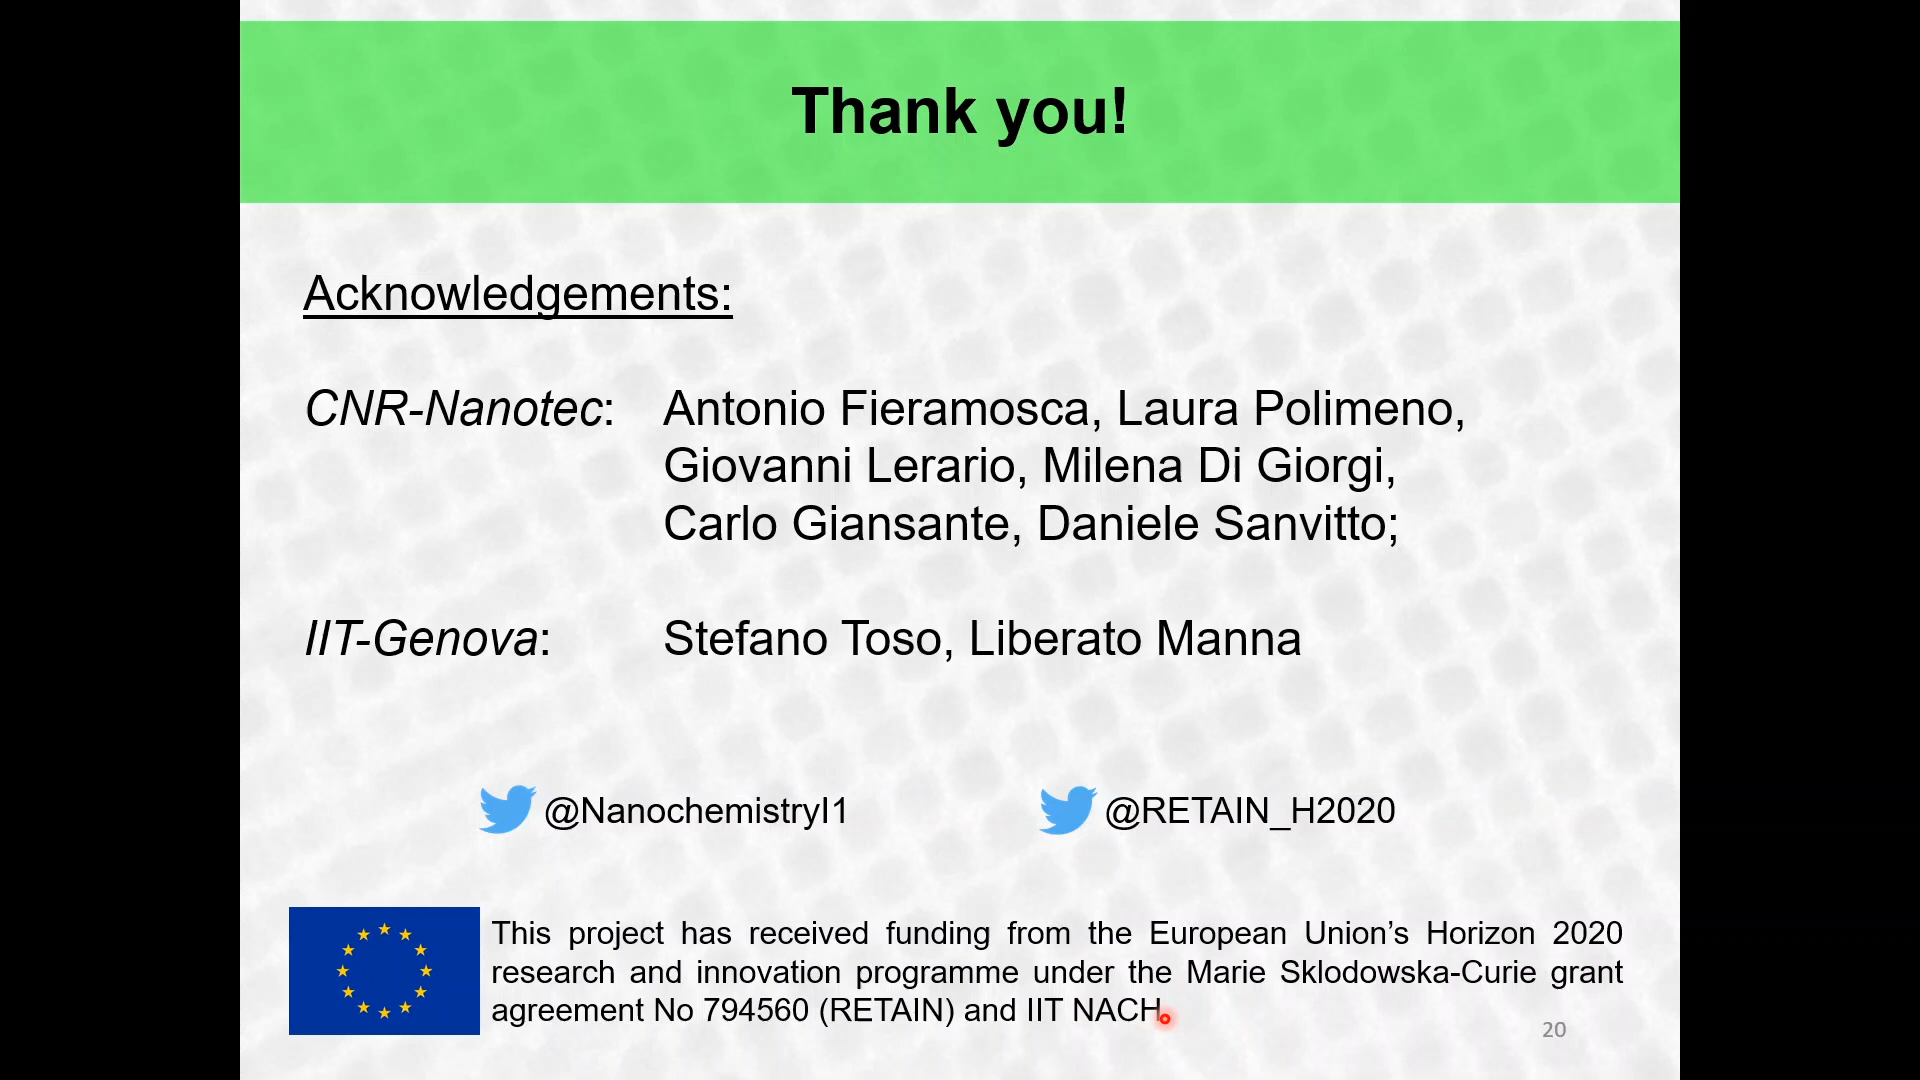 Thank you!
Acknowledgements:
CNR-Nanotec: Antonio Fieramosca, Laura Polimeno,
Giovanni Lerario, Milena Di Giorgi,
Carlo Giansante, Daniele Sanvitto;
IIT-Genova: Stefano Toso, Liberato Manna
@NanochemistryI1 @RETAIN_H2020
This project has received funding from the European Union’s Horizon 2020
research and innovation programme under the Marie Sklodowska-Curie grant
agreement No 794560 (RETAIN) and IIT NACH.
20